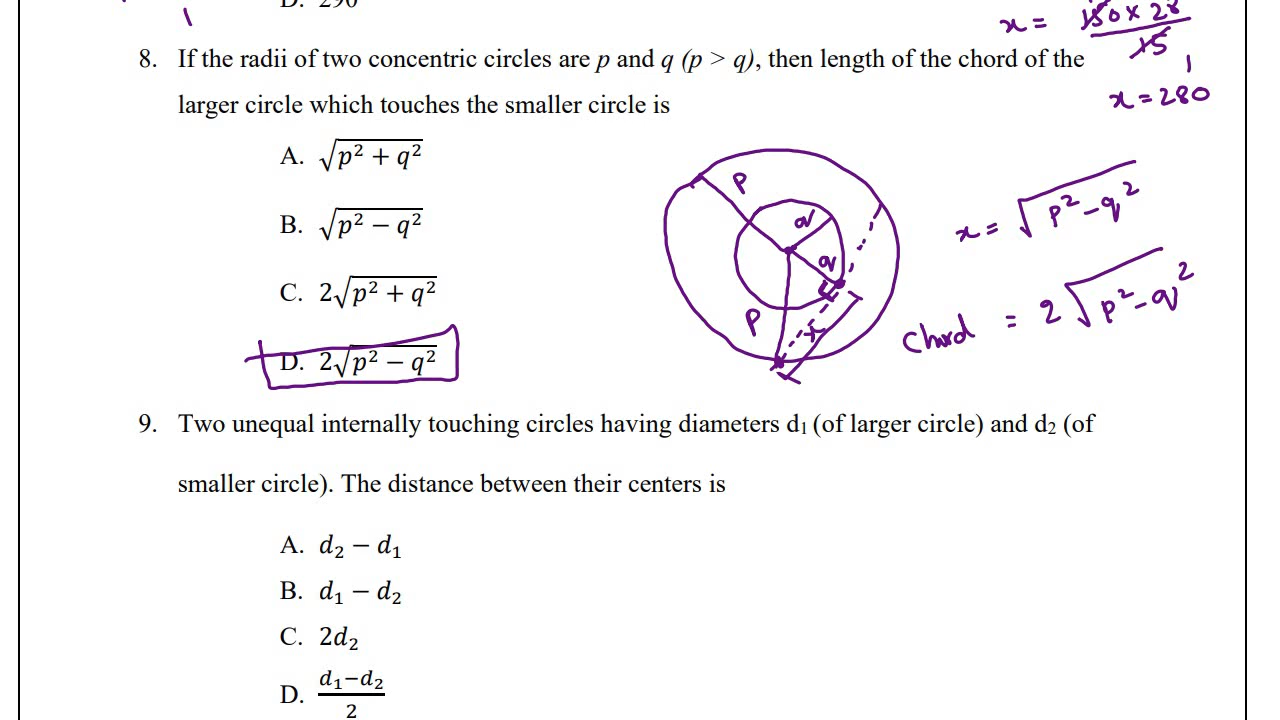 D. 290
x = 150 x 28
15
1
x = 280
8. If the radii of two concentric circles are p and q (p > q), then length of the chord of the
larger circle which touches the smaller circle is
A. √p² + q²
B. √p² − q²
C. 2√p² + q²
D. 2√p² − q²
P
q
q
P
x
x = √p² − q²
Chord = 2√p² − q²
9. Two unequal internally touching circles having diameters d₁ (of larger circle) and d₂ (of
smaller circle). The distance between their centers is
A. d₂ − d₁
B. d₁ − d₂
C. 2d₂
D. d₁−d₂
2